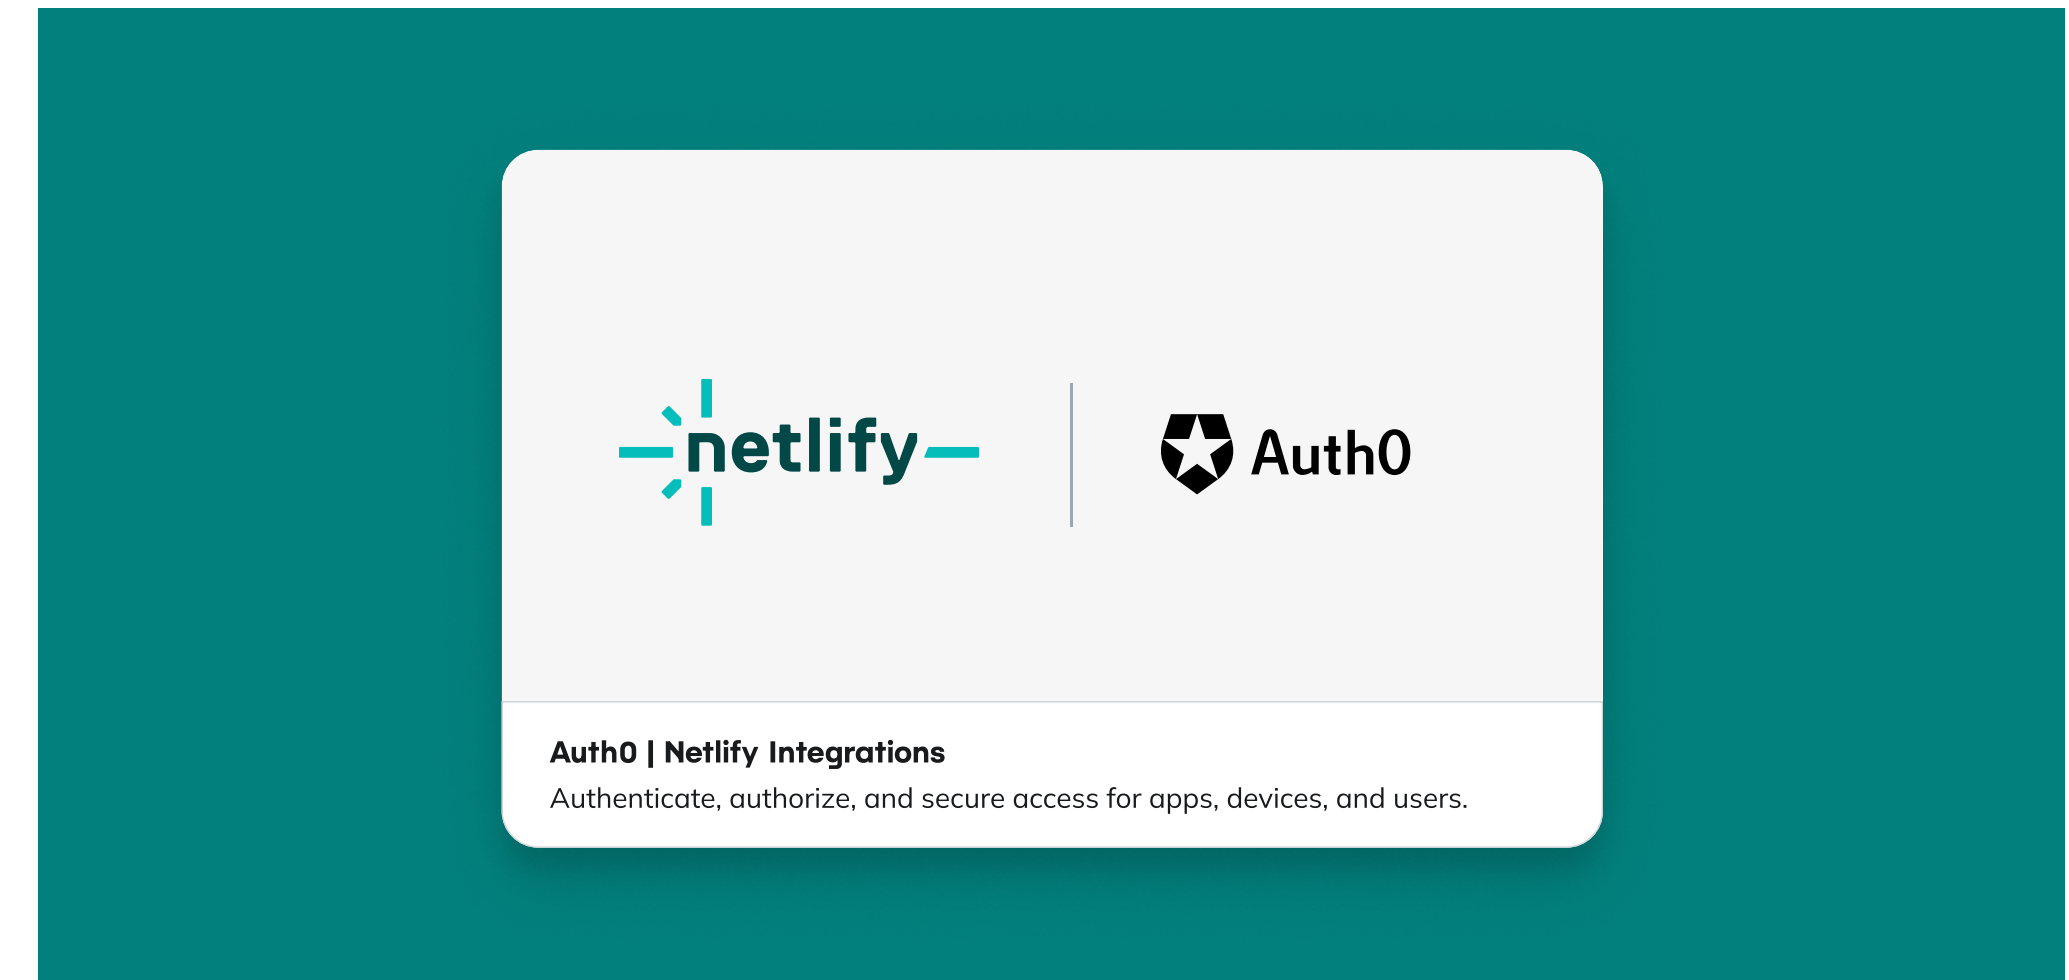 netlify
Auth0
Auth0 | Netlify Integrations
Authenticate, authorize, and secure access for apps, devices, and users.